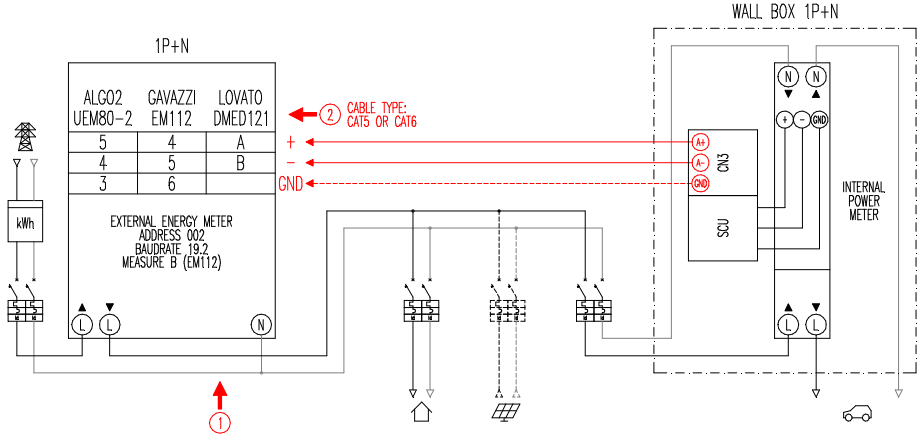 WALL BOX 1P+N
1P+N
ALGO2 GAVAZZI LOVATO
UEM80-2 EM112 DMED121
5 4 A
4 5 B
3 6
2 CABLE TYPE:
CAT5 OR CAT6
+
−
GND
kWh
EXTERNAL ENERGY METER
ADDRESS 002
BAUDRATE 19.2
MEASURE B (EM112)
L L N
1
N N
+ − GND
A+
A-
GND
CN3
SCU
INTERNAL
POWER
METER
L L